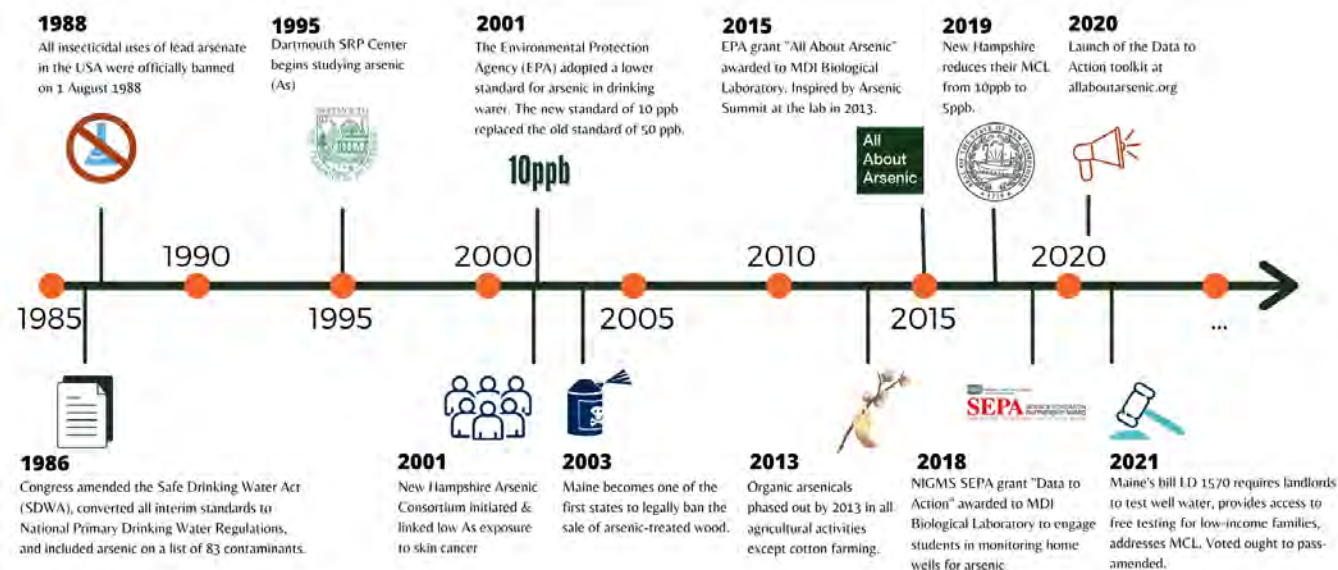 1988
All insecticidal uses of lead arsenate
in the USA were officially banned
on 1 August 1988
1995
Dartmouth SRP Center
begins studying arsenic
(As)
2001
The Environmental Protection
Agency (EPA) adopted a lower
standard for arsenic in drinking
water. The new standard of 10 ppb
replaced the old standard of 50 ppb.
10ppb
2015
EPA grant "All About Arsenic"
awarded to MDI Biological
Laboratory. Inspired by Arsenic
Summit at the lab in 2013.
All
About
Arsenic
2019
New Hampshire
reduces their MCL
from 10ppb to
5ppb.
2020
Launch of the Data to
Action toolkit at
allaboutarsenic.org
1990
2000
2010
2020
1985
1995
2005
2015
...
1986
Congress amended the Safe Drinking Water Act
(SDWA), converted all interim standards to
National Primary Drinking Water Regulations,
and included arsenic on a list of 83 contaminants.
2001
New Hampshire Arsenic
Consortium initiated &
linked low As exposure
to skin cancer
2003
Maine becomes one of the
first states to legally ban the
sale of arsenic-treated wood.
2013
Organic arsenicals
phased out by 2013 in all
agricultural activities
except cotton farming.
SEPA
2018
NIGMS SEPA grant "Data to
Action" awarded to MDI
Biological Laboratory to engage
students in monitoring home
wells for arsenic
2021
Maine's bill LD 1570 requires landlords
to test well water, provides access to
free testing for low-income families,
addresses MCL. Voted ought to pass-
amended.